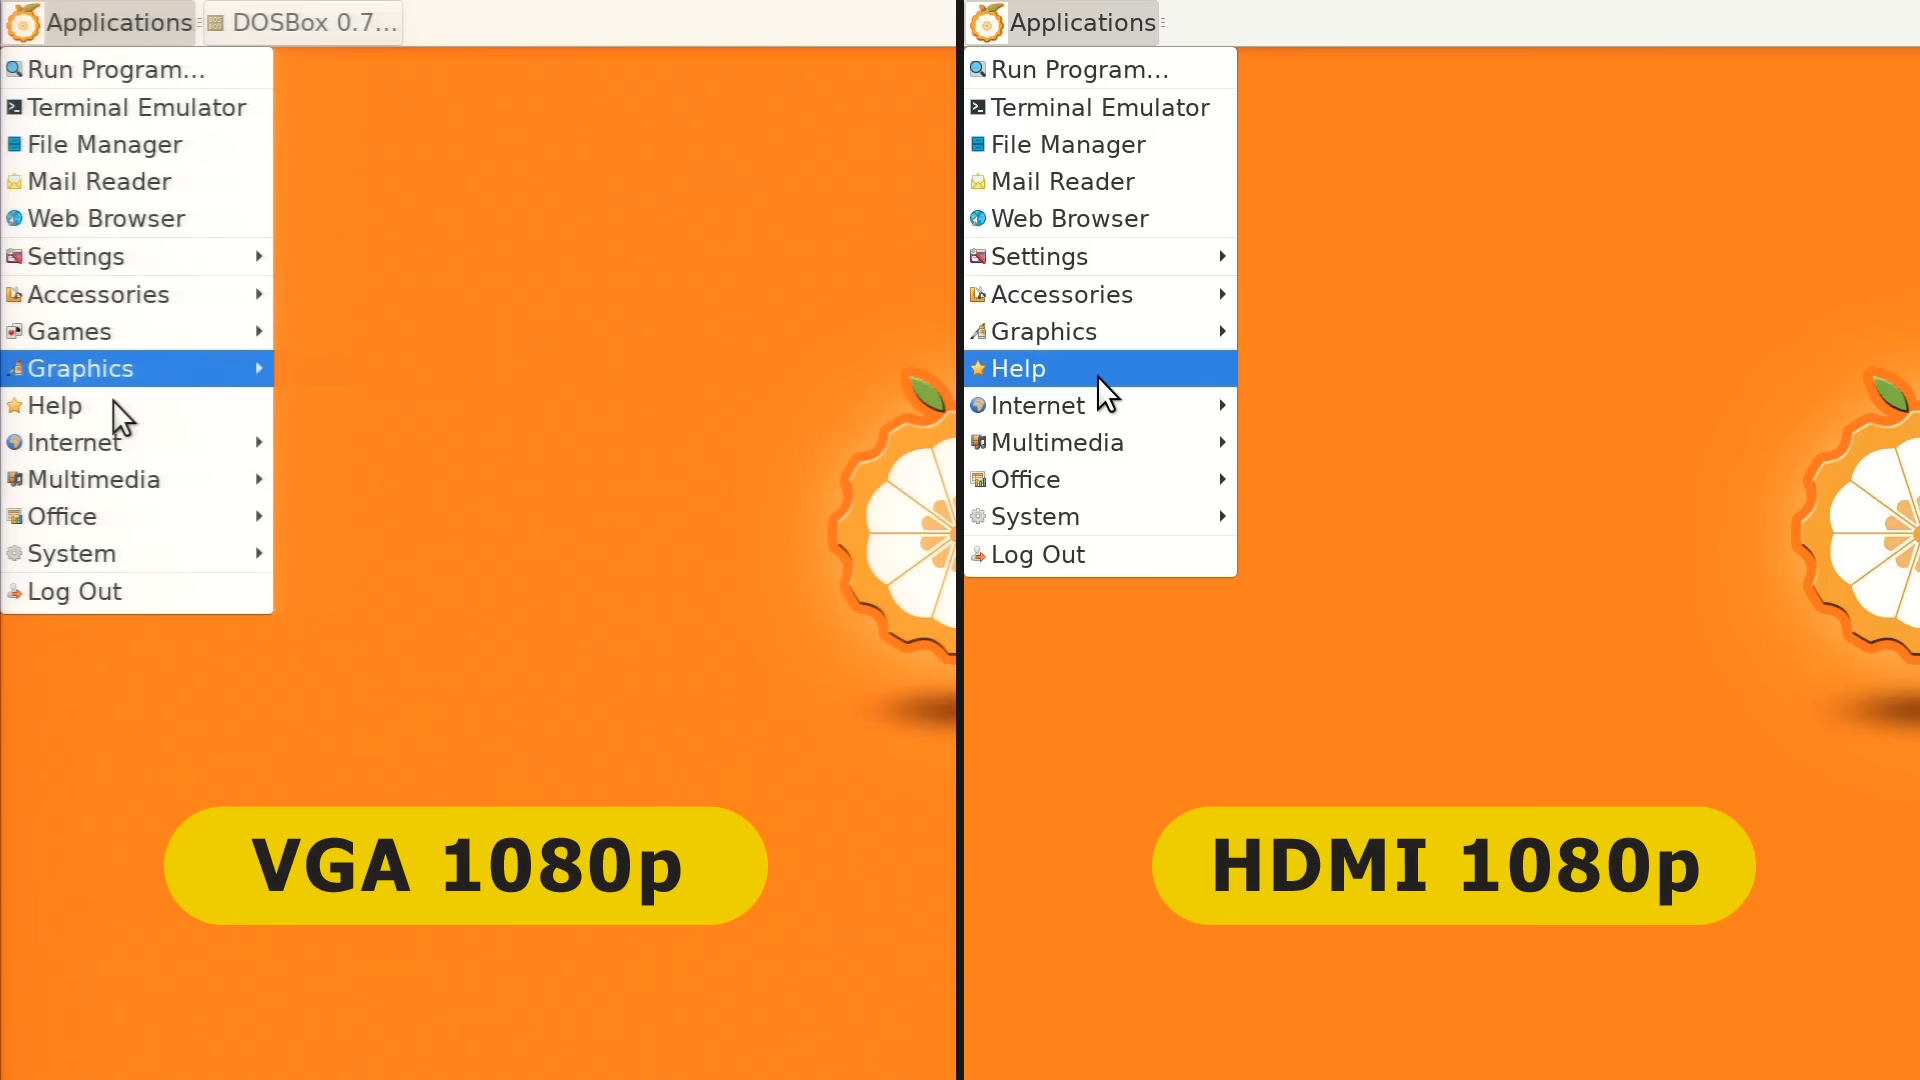 Applications
DOSBox 0.7...
Run Program...
Terminal Emulator
File Manager
Mail Reader
Web Browser
Settings
Accessories
Games
Graphics
Help
Internet
Multimedia
Office
System
Log Out
VGA 1080p
Applications
Run Program...
Terminal Emulator
File Manager
Mail Reader
Web Browser
Settings
Accessories
Graphics
Help
Internet
Multimedia
Office
System
Log Out
HDMI 1080p